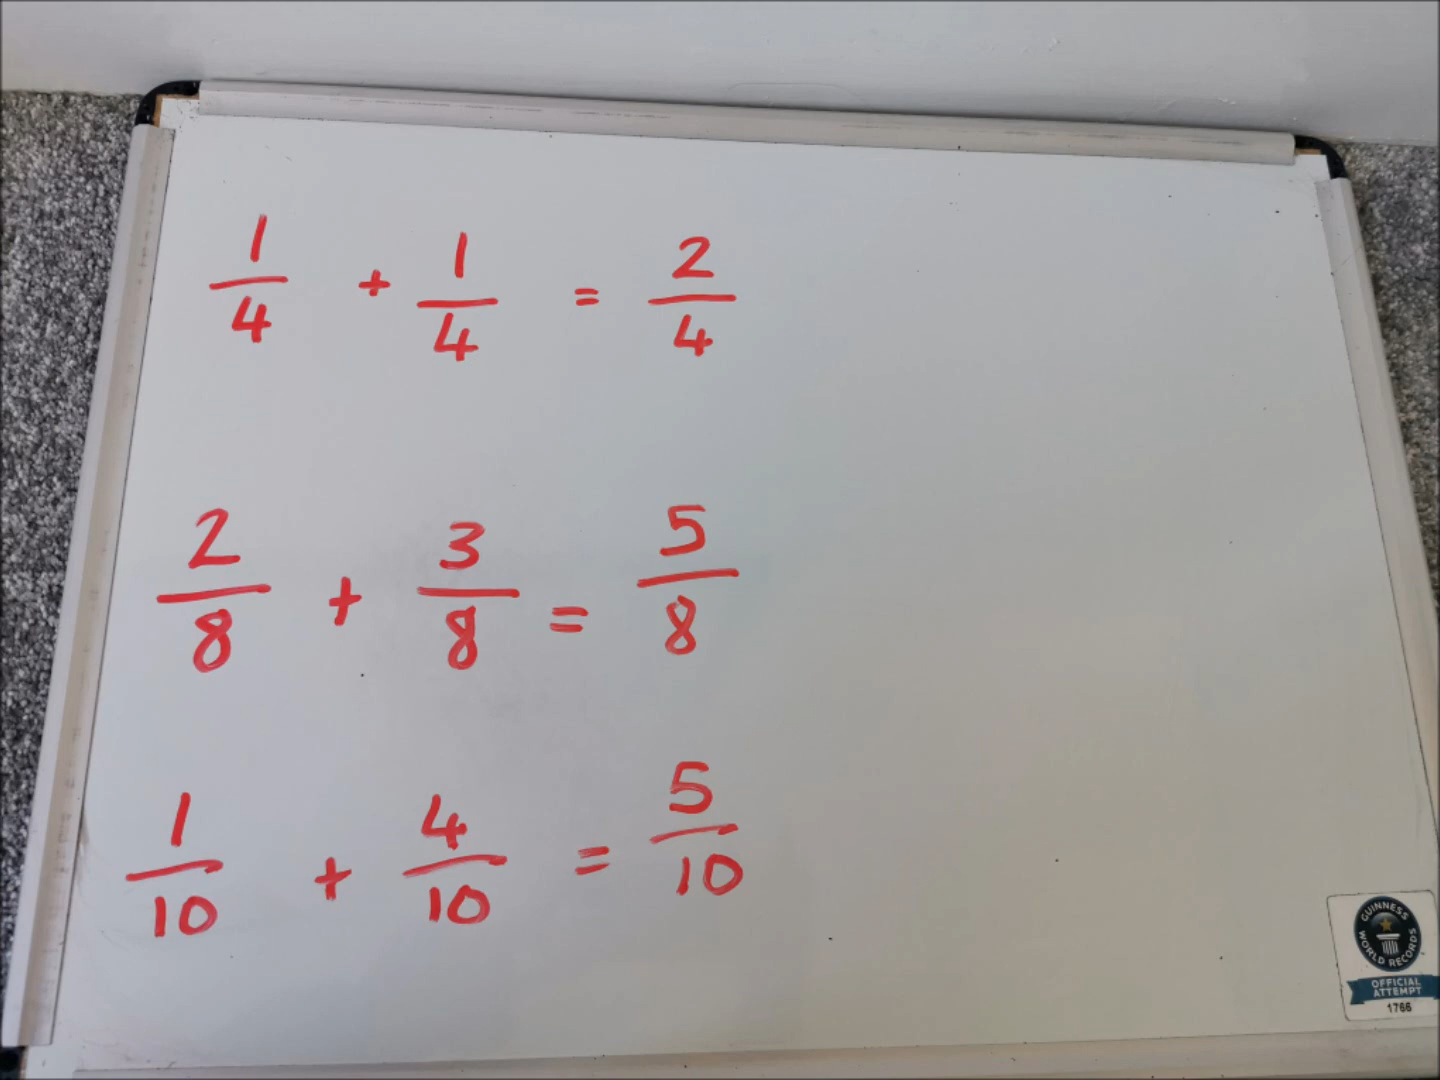 1/4 + 1/4 = 2/4
2/8 + 3/8 = 5/8
1/10 + 4/10 = 5/10
GUINNESS WORLD RECORDS
OFFICIAL
ATTEMPT
1766